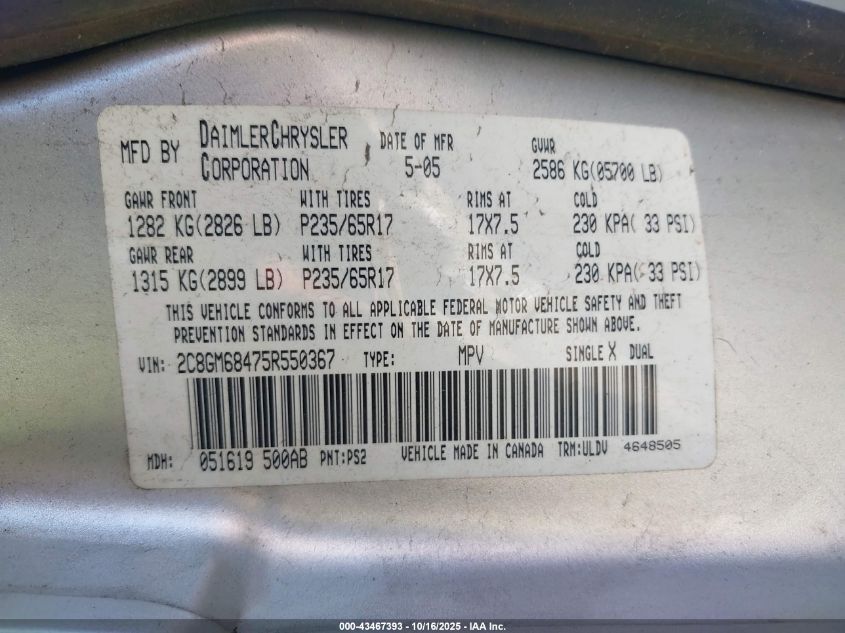 MFD BY DAIMLERCHRYSLER CORPORATION DATE OF MFR 5-05 GVWR 2586 KG(05700 LB)
GAWR FRONT WITH TIRES RIMS AT COLD
1282 KG(2826 LB) P235/65R17 17X7.5 230 KPA( 33 PSI)
GAWR REAR WITH TIRES RIMS AT COLD
1315 KG(2899 LB) P235/65R17 17X7.5 230 KPA( 33 PSI)
THIS VEHICLE CONFORMS TO ALL APPLICABLE FEDERAL MOTOR VEHICLE SAFETY AND THEFT
PREVENTION STANDARDS IN EFFECT ON THE DATE OF MANUFACTURE SHOWN ABOVE.
VIN: 2C8GM68475R550367 TYPE: MPV SINGLE X DUAL
MDH: 051619 500AB PNT:PS2 VEHICLE MADE IN CANADA TRM:ULDV 4648505
000-43467393 - 10/16/2025 - IAA Inc.